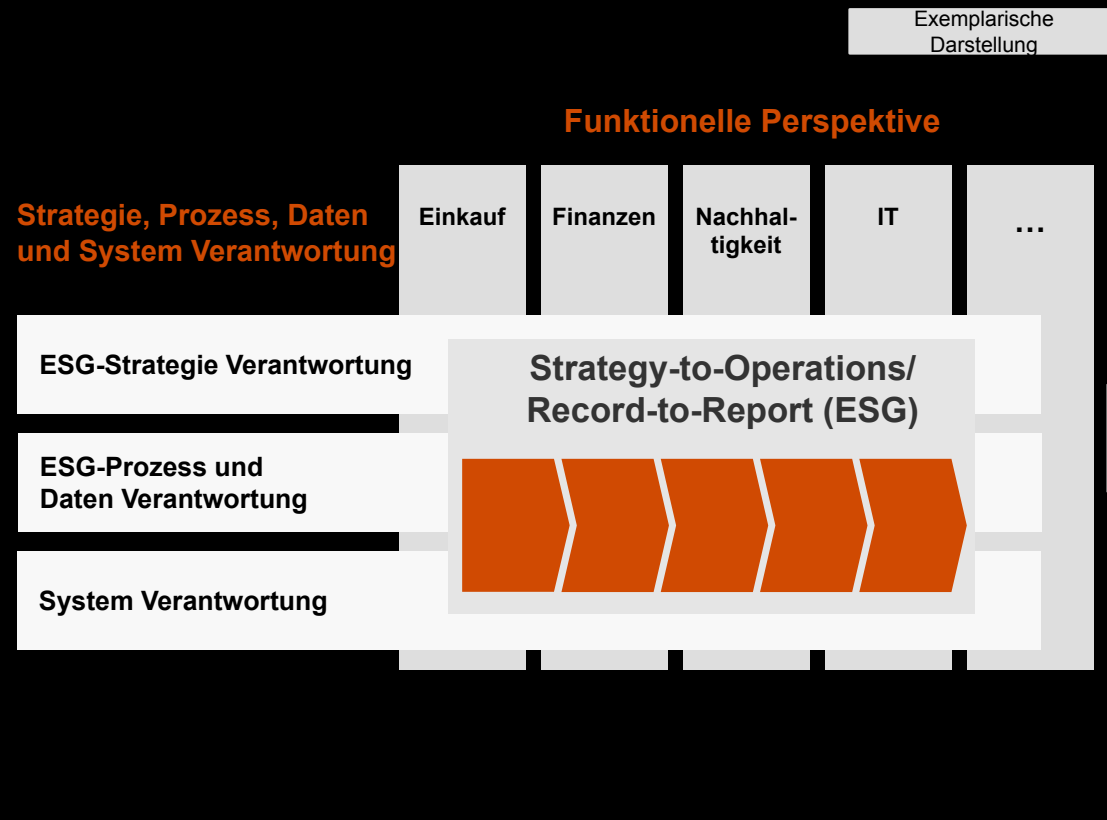 Exemplarische
Darstellung
Funktionelle Perspektive
Strategie, Prozess, Daten
und System Verantwortung
Einkauf
Finanzen
Nachhal-
tigkeit
IT
...
ESG-Strategie Verantwortung
Strategy-to-Operations/
Record-to-Report (ESG)
ESG-Prozess und
Daten Verantwortung
System Verantwortung